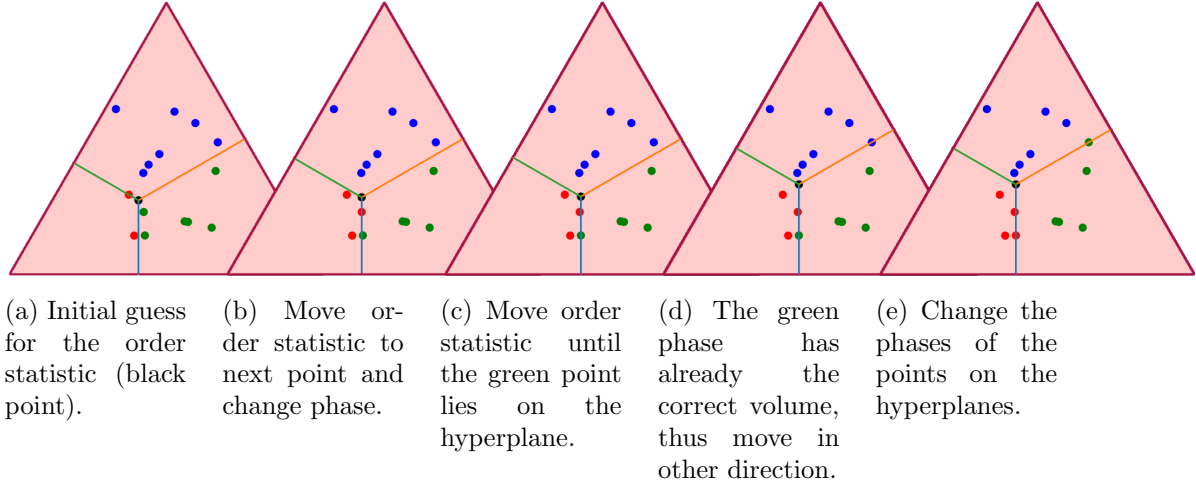 (a) Initial guess
for the order
statistic (black
point).
(b) Move or-
der statistic to
next point and
change phase.
(c) Move order
statistic until
the green point
lies on the
hyperplane.
(d) The green
phase has
already the
correct volume,
thus move in
other direction.
(e) Change the
phases of the
points on the
hyperplanes.